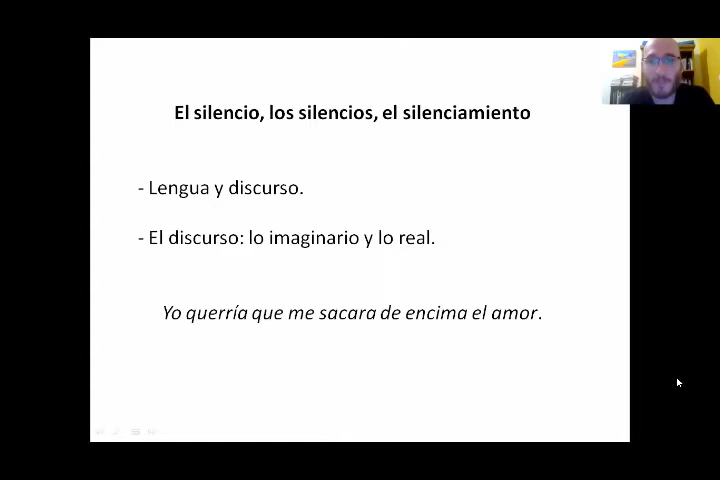 El silencio, los silencios, el silenciamiento
- Lengua y discurso.
- El discurso: lo imaginario y lo real.
Yo querría que me sacara de encima el amor.